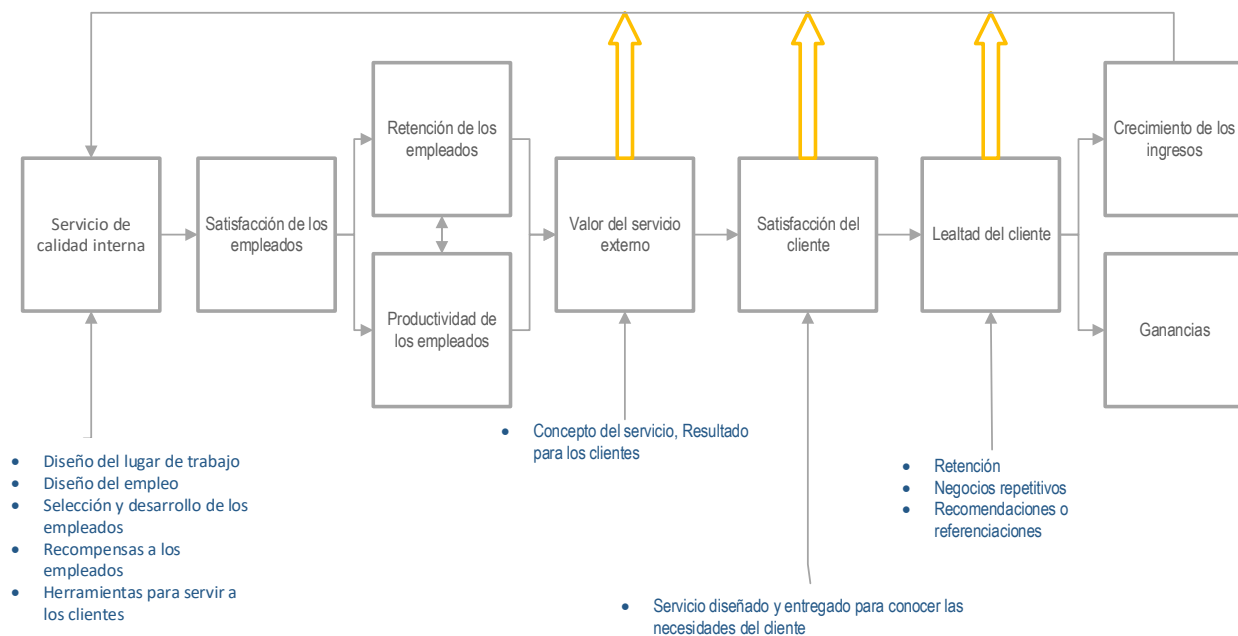 Servicio de
calidad interna
Satisfacción de los
empleados
Retención de los
empleados
Productividad de
los empleados
Valor del servicio
externo
Satisfacción del
cliente
Lealtad del cliente
Crecimiento de los
ingresos
Ganancias
• Diseño del lugar de trabajo
• Diseño del empleo
• Selección y desarrollo de los
empleados
• Recompensas a los
empleados
• Herramientas para servir a
los clientes
• Concepto del servicio, Resultado
para los clientes
• Servicio diseñado y entregado para conocer las
necesidades del cliente
• Retención
• Negocios repetitivos
• Recomendaciones o
referenciaciones